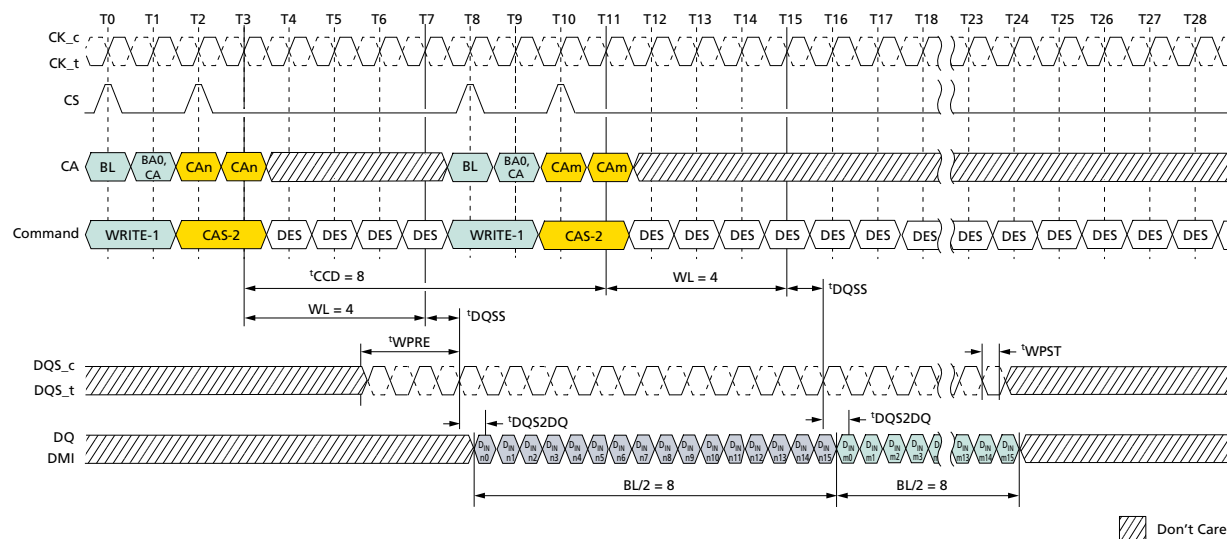 T0 T1 T2 T3 T4 T5 T6 T7 T8 T9 T10 T11 T12 T13 T14 T15 T16 T17 T18 T23 T24 T25 T26 T27 T28
CK_c
CK_t
CS
CA BL BA0, CA CAn CAn BL BA0, CA CAm CAm
Command WRITE-1 CAS-2 DES DES DES DES WRITE-1 CAS-2 DES DES DES DES DES DES DES DES DES DES DES DES DES
tCCD = 8 WL = 4 tDQSS
WL = 4 tDQSS
tWPRE tWPST
DQS_c
DQS_t
tDQS2DQ tDQS2DQ
DQ
DMI
DIN n0 DIN n1 DIN n2 DIN n3 DIN n4 DIN n5 DIN n6 DIN n7 DIN n8 DIN n9 DIN n10 DIN n11 DIN n12 DIN n13 DIN n14 DIN n15 DIN m0 DIN m1 DIN m2 DIN m3 DIN m13 DIN m14 DIN m15
BL/2 = 8 BL/2 = 8
Don't Care